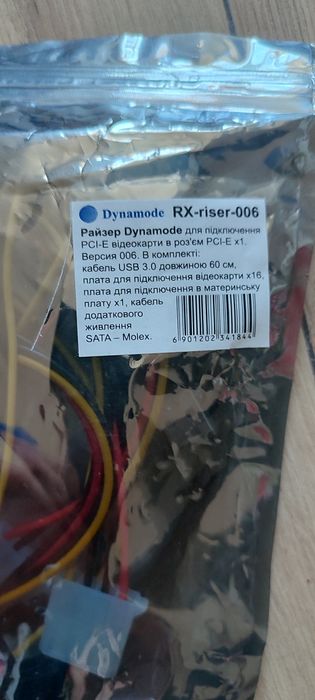 Dynamode RX-riser-006
Райзер Dynamode для підключення
PCI-E відеокарти в роз'єм PCI-E x1.
Версия 006. В комплекті:
кабель USB 3.0 довжиною 60 см,
плата для підключення відеокарти x16,
плата для підключення в материнську
плату x1, кабель
додаткового
живлення
SATA – Molex.
6 901202 341844